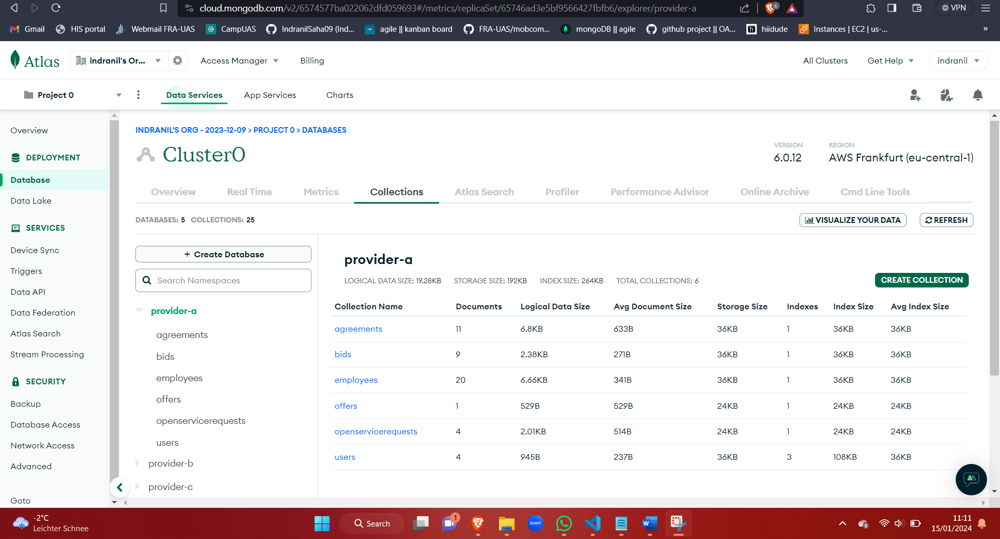 cloud.mongodb.com/v2/6574577ba022062dfd059693#/metrics/replicaSet/65746ad3e5bf9566427fbfb6/explorer/provider-a
6
VPN
Gmail
HIS portal
Webmail FRA-UAS
CampUAS
IndranilSaha09 (Ind...
agile || kanban board
FRA-UAS/mobcom...
mongoDB || agile
github project || OA...
hiidude
Instances | EC2 | us-...
»
Atlas
indranil's Or...
Access Manager
Billing
All Clusters
Get Help
indranil
Project 0
Data Services
App Services
Charts
Overview
DEPLOYMENT
Database
Data Lake
SERVICES
Device Sync
Triggers
Data API
Data Federation
Atlas Search
Stream Processing
SECURITY
Backup
Database Access
Network Access
Advanced
Goto
INDRANIL'S ORG - 2023-12-09 > PROJECT 0 > DATABASES
Cluster0
VERSION
6.0.12
REGION
AWS Frankfurt (eu-central-1)
Overview
Real Time
Metrics
Collections
Atlas Search
Profiler
Performance Advisor
Online Archive
Cmd Line Tools
DATABASES: 5 COLLECTIONS: 25
VISUALIZE YOUR DATA
REFRESH
+ Create Database
Search Namespaces
provider-a
agreements
bids
employees
offers
openservicerequests
users
provider-b
provider-c
provider-a
LOGICAL DATA SIZE: 19.28KB STORAGE SIZE: 192KB INDEX SIZE: 264KB TOTAL COLLECTIONS: 6
CREATE COLLECTION
Collection Name Documents Logical Data Size Avg Document Size Storage Size Indexes Index Size Avg Index Size
agreements 11 6.8KB 633B 36KB 1 36KB 36KB
bids 9 2.38KB 271B 36KB 1 36KB 36KB
employees 20 6.66KB 341B 36KB 1 36KB 36KB
offers 1 529B 529B 24KB 1 24KB 24KB
openservicerequests 4 2.01KB 514B 24KB 1 24KB 24KB
users 4 945B 237B 36KB 3 108KB 36KB
-2°C
Leichter Schnee
Search
1
zoom
W
11:11
15/01/2024